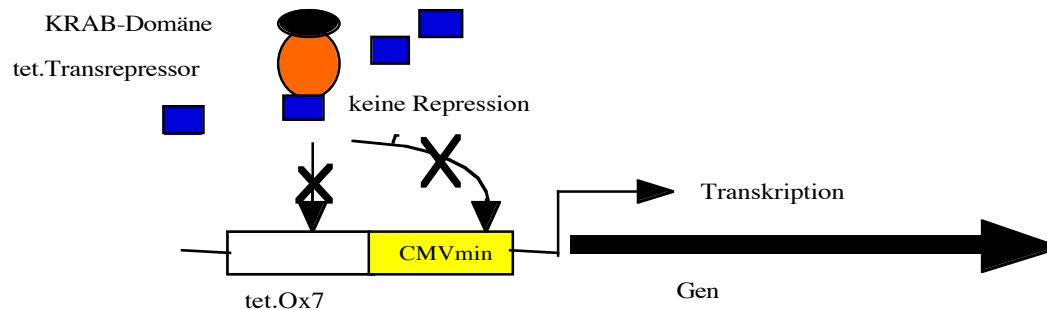 KRAB-Domäne
tet.Transrepressor
keine Repression
Transkription
CMVmin
Gen
tet.Ox7